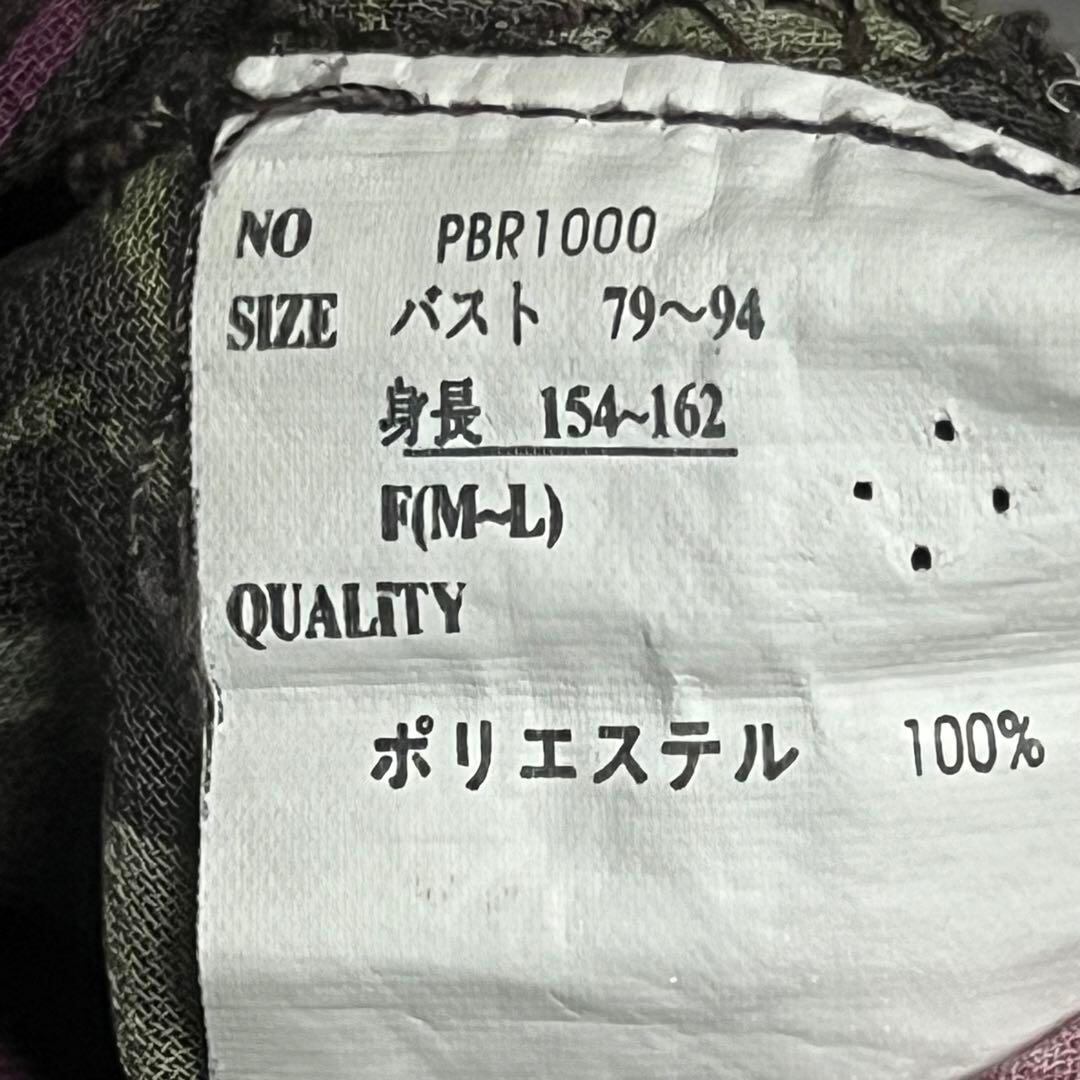 NO PBR1000
SIZE バスト 79〜94
身長 154~162
F(M~L)
QUALiTY
ポリエステル 100%